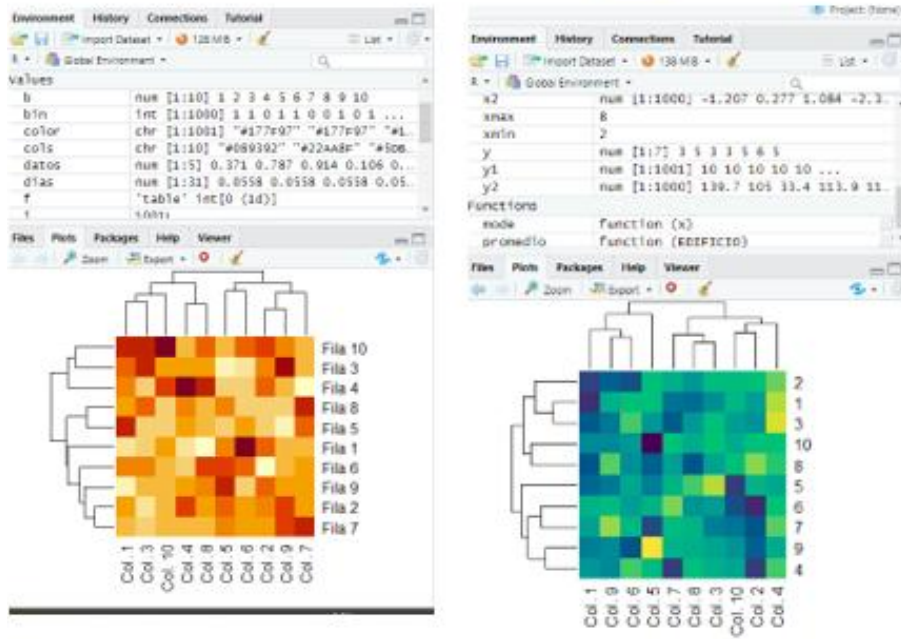 Environment History Connections Tutorial
Import Dataset 128 MiB List
R Global Environment
Values
b num [1:10] 1 2 3 4 5 6 7 8 9 10
bin int [1:1000] 1 1 0 1 1 0 0 1 0 1 ...
color chr [1:1001] "#177F97" "#177F97" "#1..
cols chr [1:10] "#089392"
datos num [1:5] 0.371 0.787 0.914 0.106 0...
dias num [1:31] 0.0558 0.0558 0.0558 0.05..
f 'table' int[0 (1d)]
i 1001L
Files Plots Packages Help Viewer
Zoom Export
Fila 10
Fila 3
Fila 4
Fila 8
Fila 5
Fila 1
Fila 6
Fila 9
Fila 2
Fila 7
Col. 1
Col. 3
Col. 10
Col. 4
Col. 8
Col. 5
Col. 6
Col. 2
Col. 9
Col. 7
Project: (None)
Environment History Connections Tutorial
Import Dataset 138 MiB List
R Global Environment
x2 num [1:1000] -1.207 0.277 1.084 -2.3..
xmax 8
xmin 2
y num [1:7] 3 5 3 3 5 6 5
y1 num [1:1001] 10 10 10 10 10 ...
y2 num [1:1000] 139.7 105 33.4 113.9 11..
Functions
mode function (x)
promedio function (EDIFICIO)
Files Plots Packages Help Viewer
Zoom Export
2
1
3
10
8
5
6
7
9
4
Col. 1
Col. 9
Col. 6
Col. 5
Col. 7
Col. 8
Col. 3
Col. 10
Col. 2
Col. 4